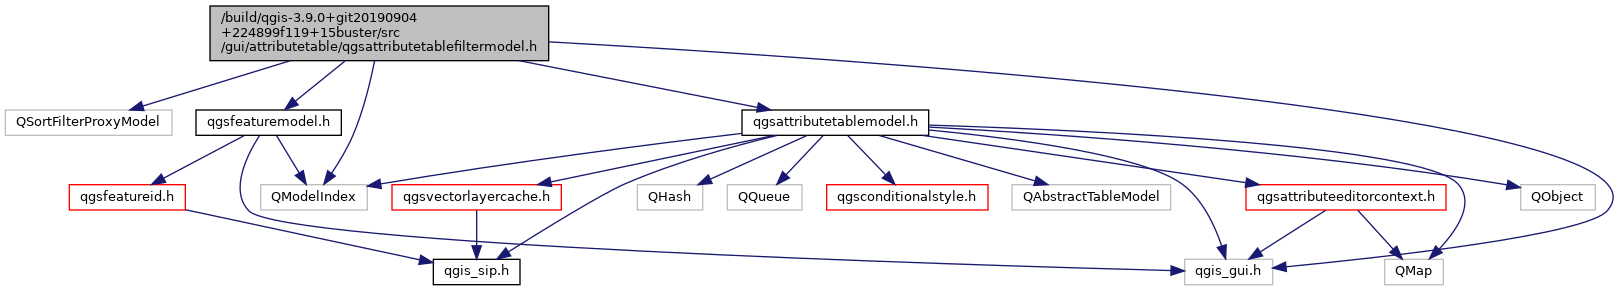 /build/qgis-3.9.0+git20190904
+224899f119+15buster/src
/gui/attributetable/qgsattributetablefiltermodel.h
QSortFilterProxyModel
qgsfeaturemodel.h
qgsattributetablemodel.h
qgsfeatureid.h
QModelIndex
qgsvectorlayercache.h
QHash
QQueue
qgsconditionalstyle.h
QAbstractTableModel
qgsattributeeditorcontext.h
QObject
qgis_sip.h
qgis_gui.h
QMap